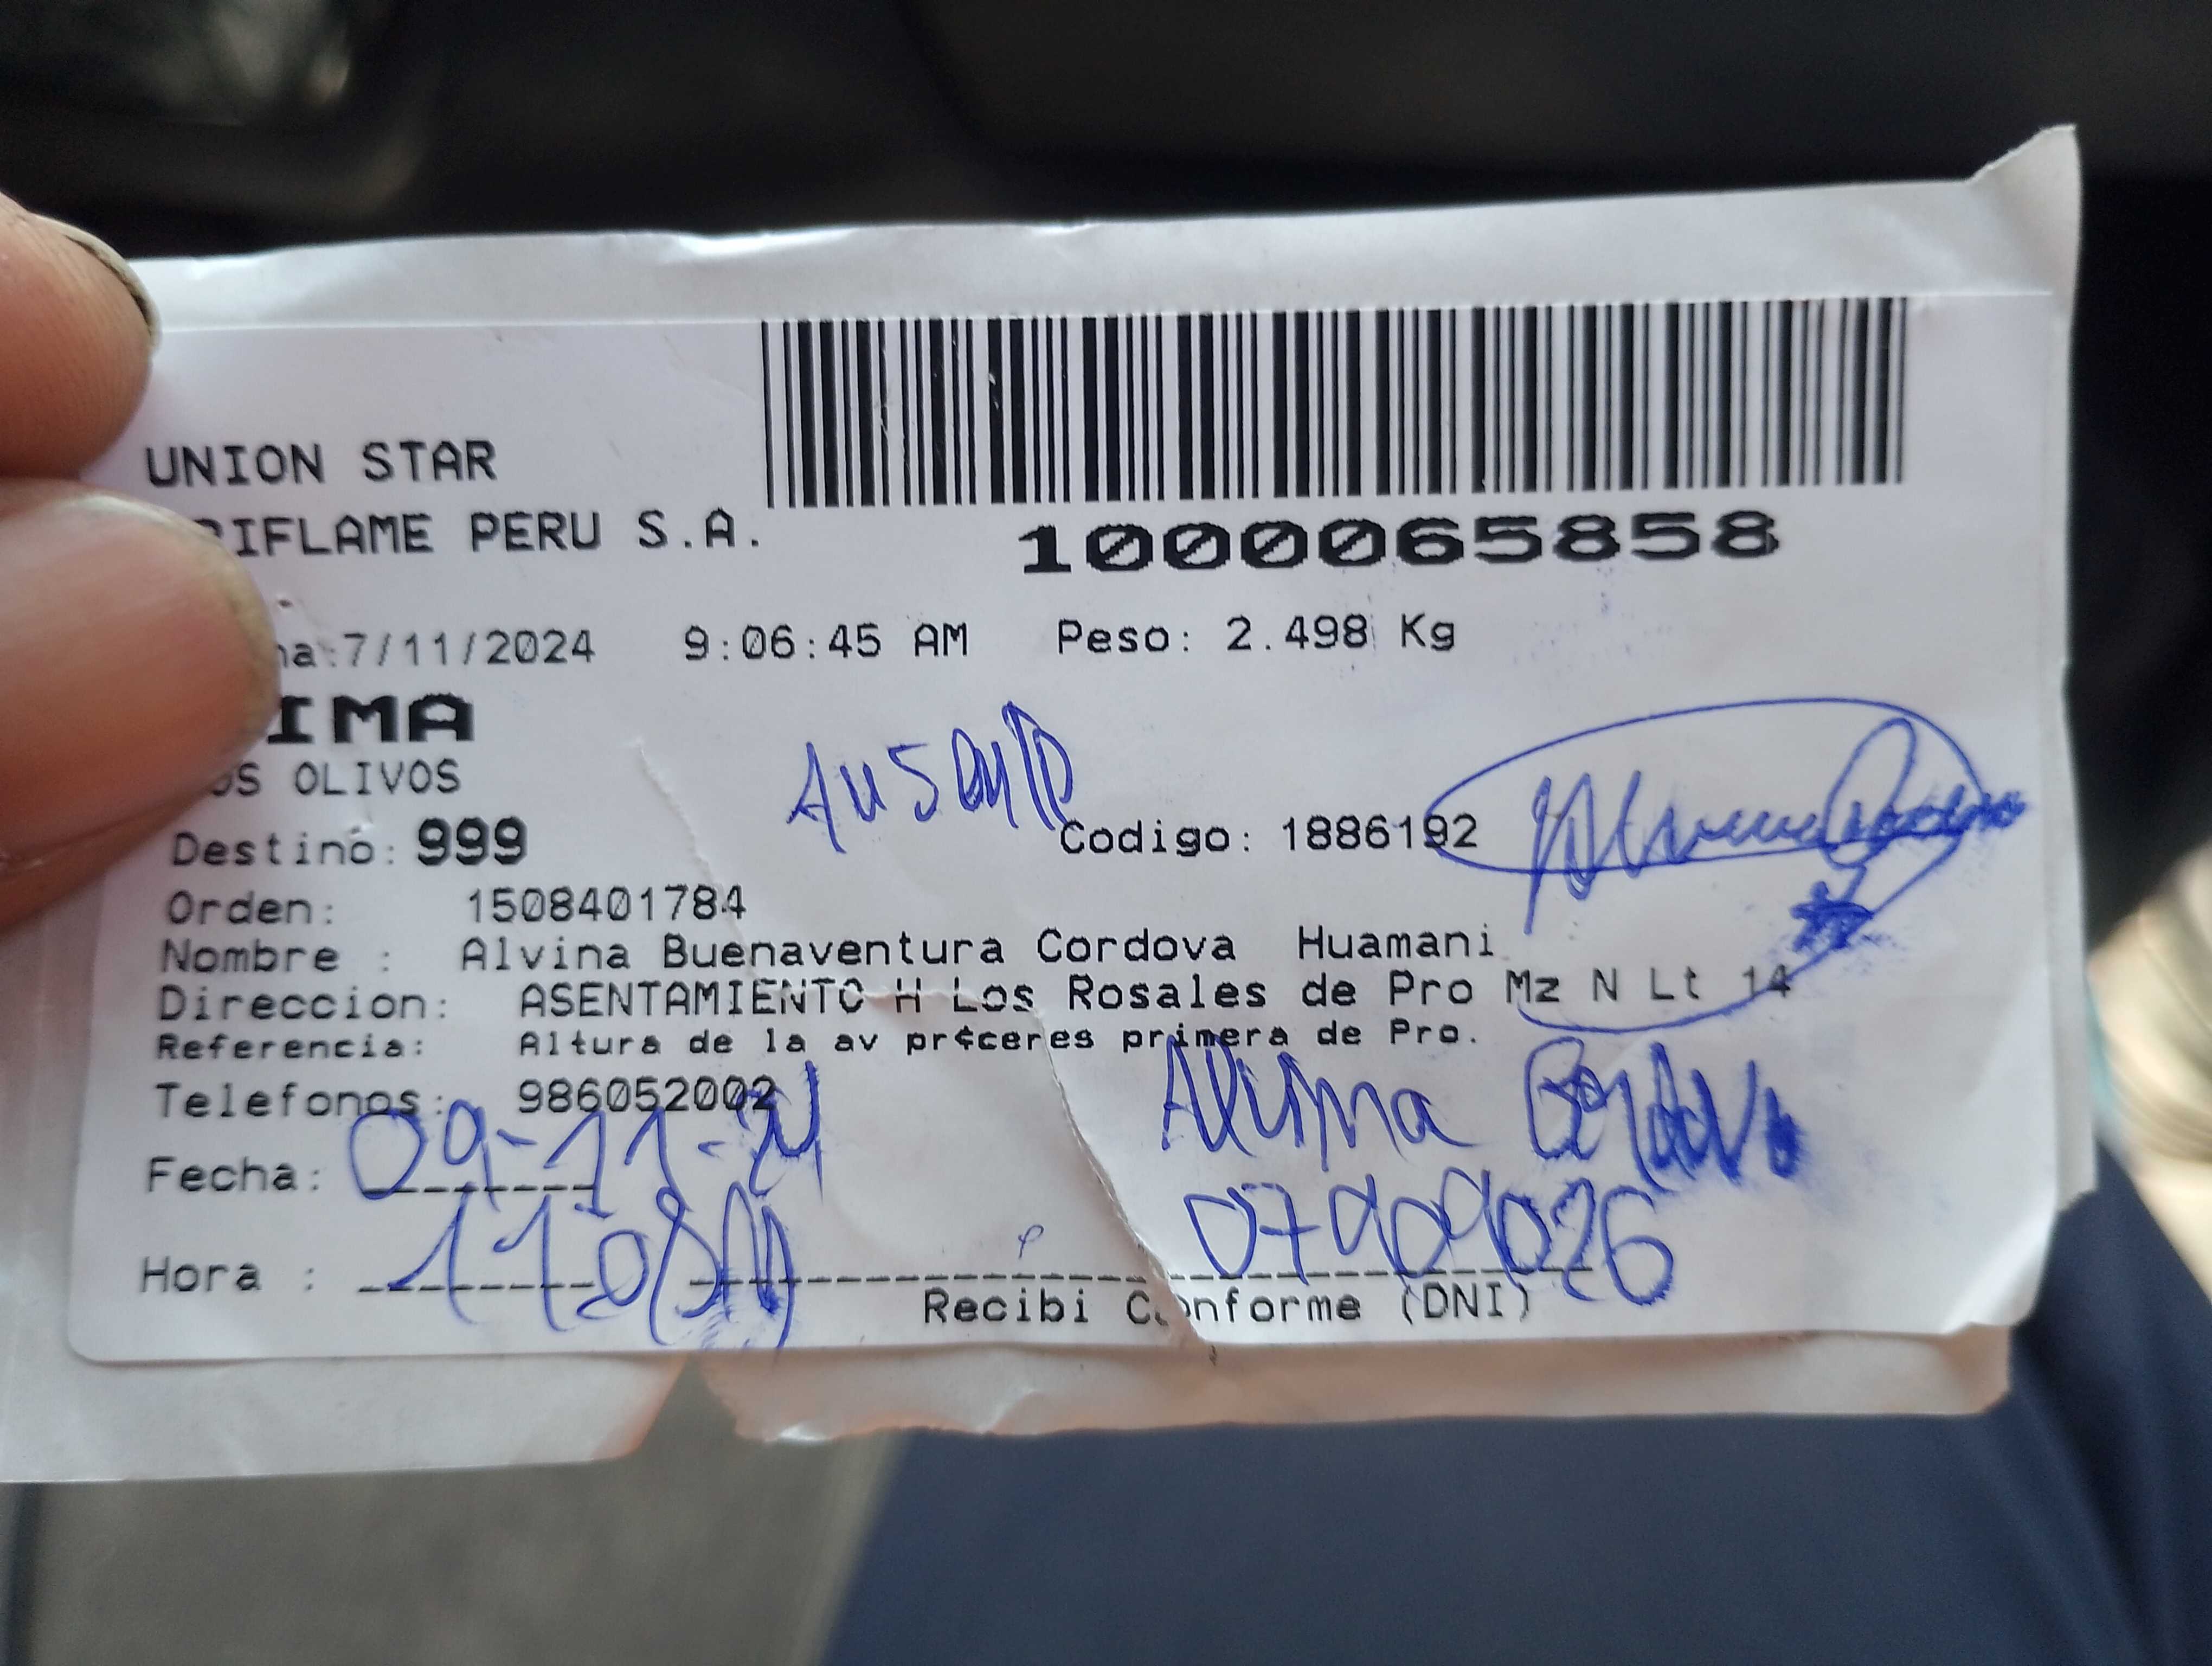 UNION STAR
RIFLAME PERU S.A.
1000065858
ha:7/11/2024 9:06:45 AM Peso: 2.498 Kg
IMA
OS OLIVOS
Destino: 999
Codigo: 1886192
Orden: 1508401784
Nombre : Alvina Buenaventura Cordova Huamani
Direccion: ASENTAMIENTO H Los Rosales de Pro Mz N Lt 14
Referencia: Altura de la av pr¢ceres primera de Pro.
Telefonos: 986052002
Alvina Cordova
Fecha: 09-11-24
Hora :
Recibi Conforme (DNI)